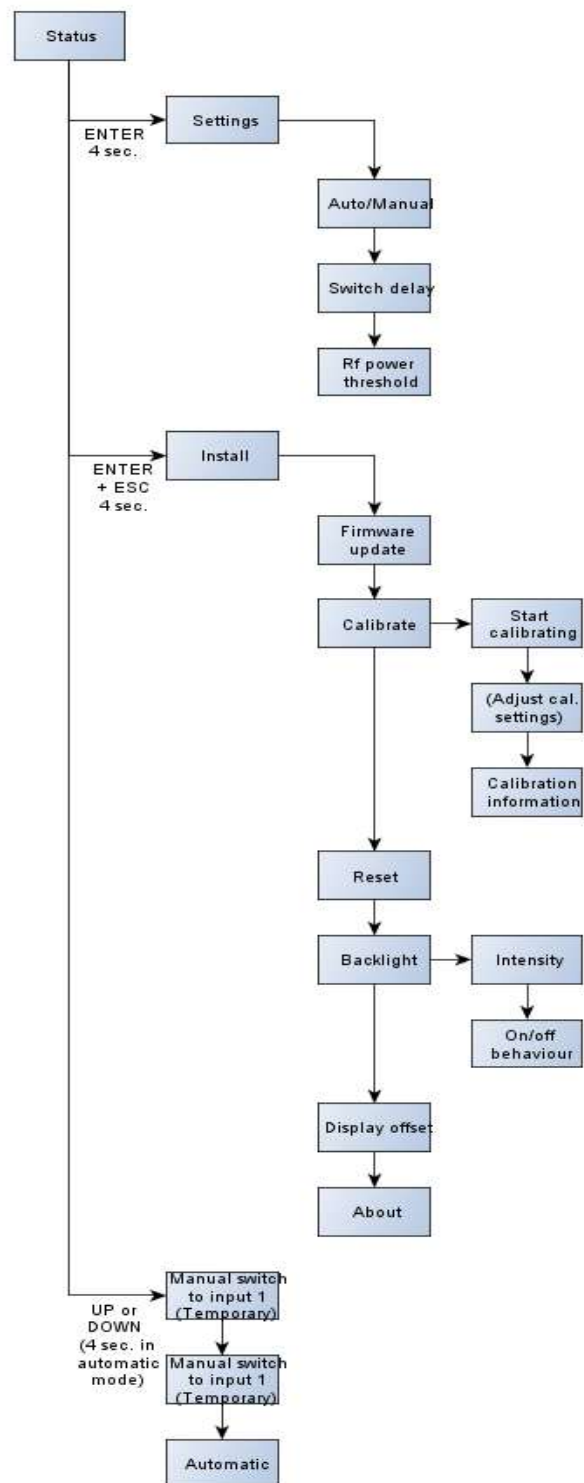 Status
ENTER
4 sec.
Settings
Auto/Manual
Switch delay
Rf power
threshold
ENTER
+ ESC
4 sec.
Install
Firmware
update
Calibrate
Start
calibrating
(Adjust cal.
settings)
Calibration
information
Reset
Backlight
Intensity
On/off
behaviour
Display offset
About
UP or
DOWN
(4 sec. in
automatic
mode)
Manual switch
to input 1
(Temporary)
Manual switch
to input 1
(Temporary)
Automatic